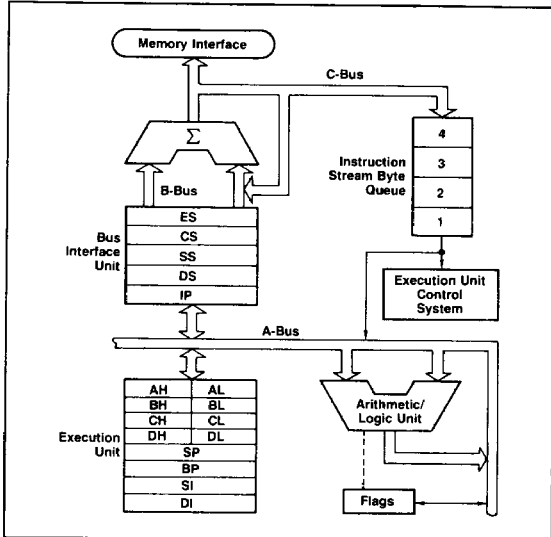 Memory Interface
C-Bus
Σ
B-Bus
4
3
2
1
Instruction
Stream Byte
Queue
Bus
Interface
Unit
ES
CS
SS
DS
IP
Execution Unit
Control
System
A-Bus
Execution
Unit
AH AL
BH BL
CH CL
DH DL
SP
BP
SI
DI
Arithmetic/
Logic Unit
Flags